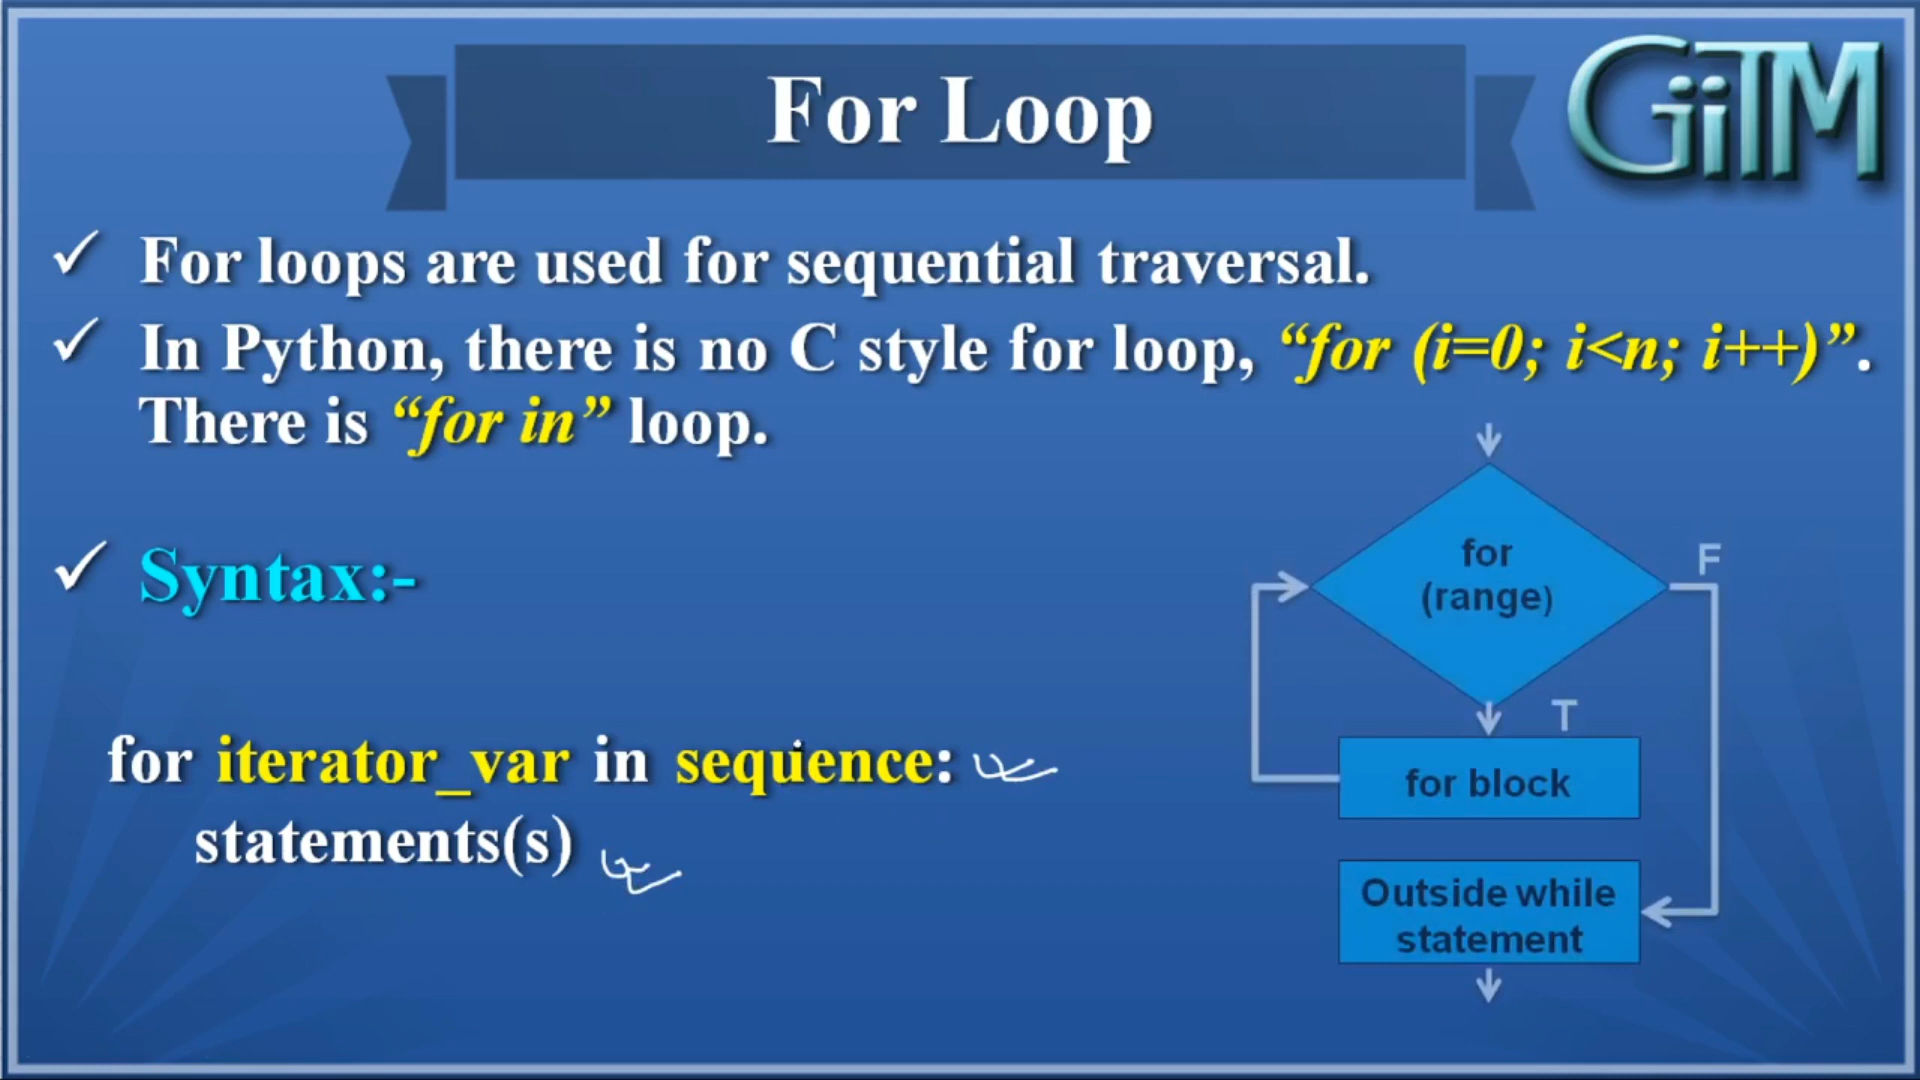 For Loop
GiiTM
✓ For loops are used for sequential traversal.
✓ In Python, there is no C style for loop, “for (i=0; i<n; i++)”.
There is “for in” loop.
✓ Syntax:-
for iterator_var in sequence:
statements(s)
for
(range)
F
T
for block
Outside while
statement